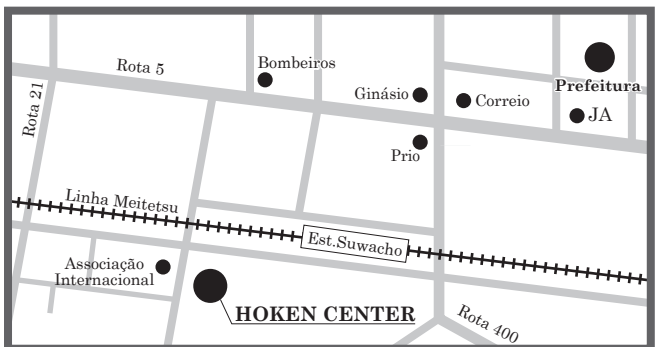 Rota 5
Bombeiros
Rota 21
Ginásio
Correio
Prefeitura
JA
Prio
Linha Meitetsu
Est.Suwacho
Associação
Internacional
HOKEN CENTER
Rota 400